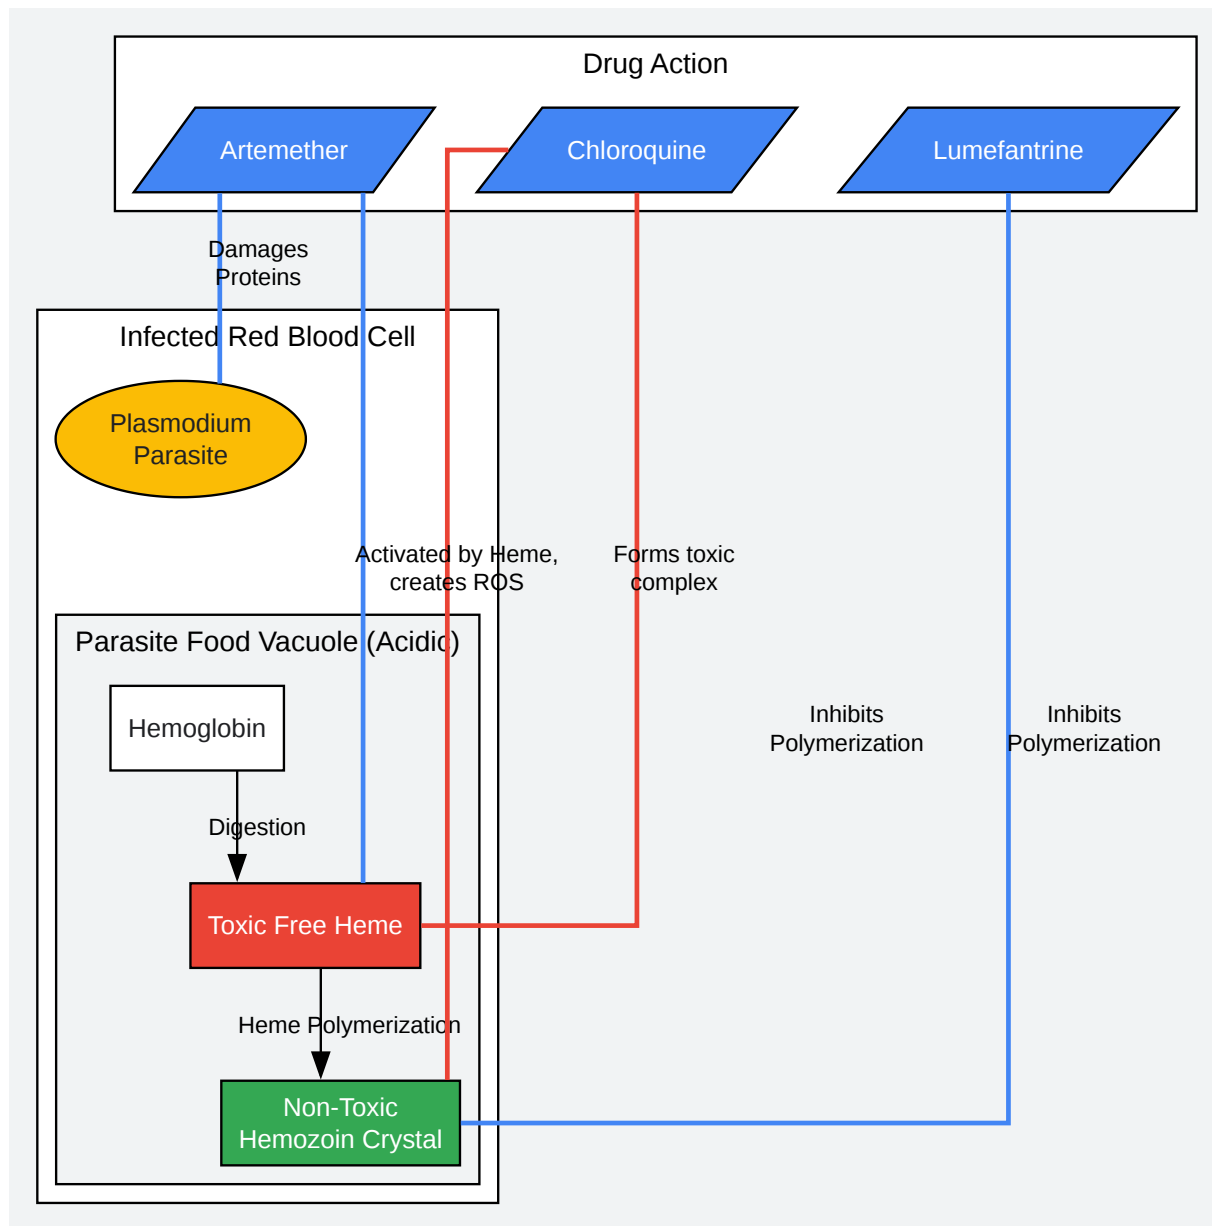 Drug Action
Artemether
Chloroquine
Lumefantrine
Damages
Proteins
Infected Red Blood Cell
Plasmodium
Parasite
Activated by Heme,
creates ROS
Forms toxic
complex
Parasite Food Vacuole (Acidic)
Hemoglobin
Inhibits
Polymerization
Inhibits
Polymerization
Digestion
Toxic Free Heme
Heme Polymerization
Non-Toxic
Hemozoin Crystal